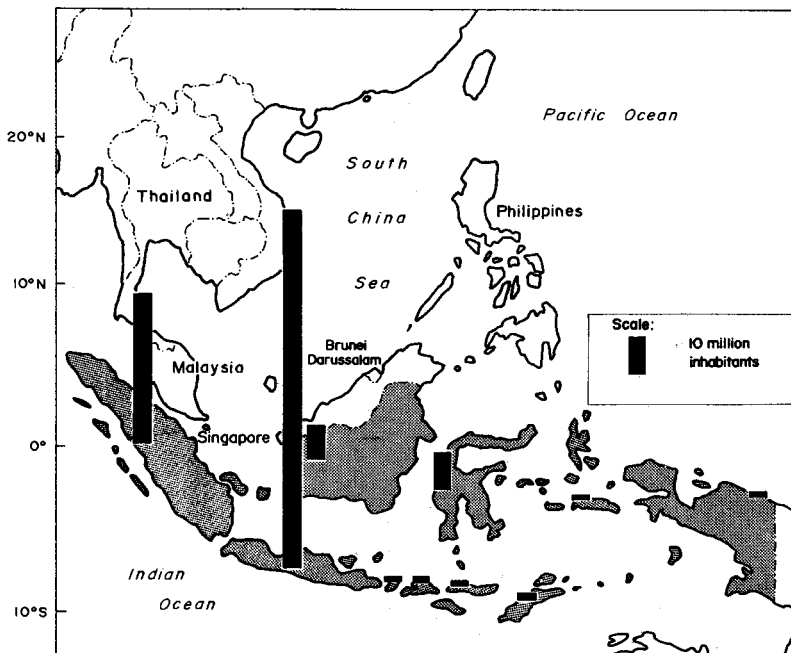 Pacific Ocean
20°N
South
Thailand
China
Philippines
10°N
Sea
Scale:
10 million
inhabitants
Brunei
Darussalam
Malaysia
Singapore
0°
Indian
Ocean
10°S